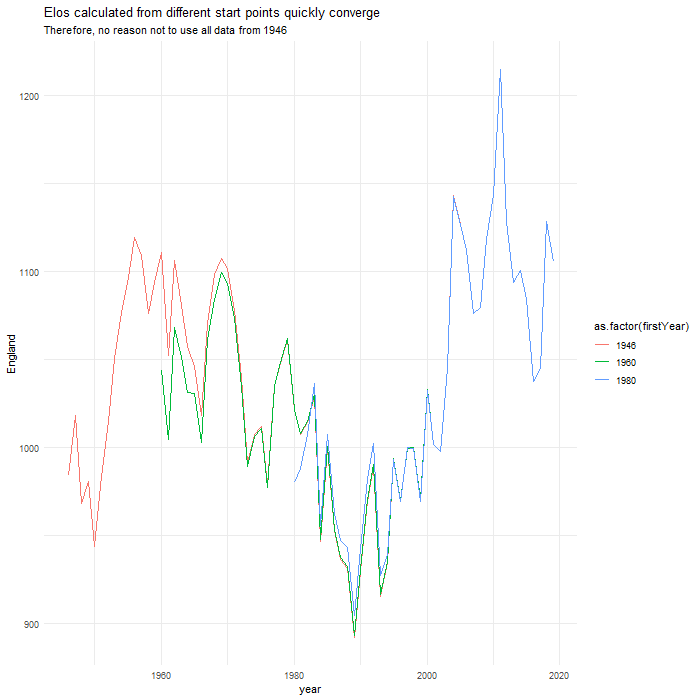 Elos calculated from different start points quickly converge
Therefore, no reason not to use all data from 1946
1200
1100
1000
900
England
1960
1980
2000
2020
year
as.factor(firstYear)
1946
1960
1980